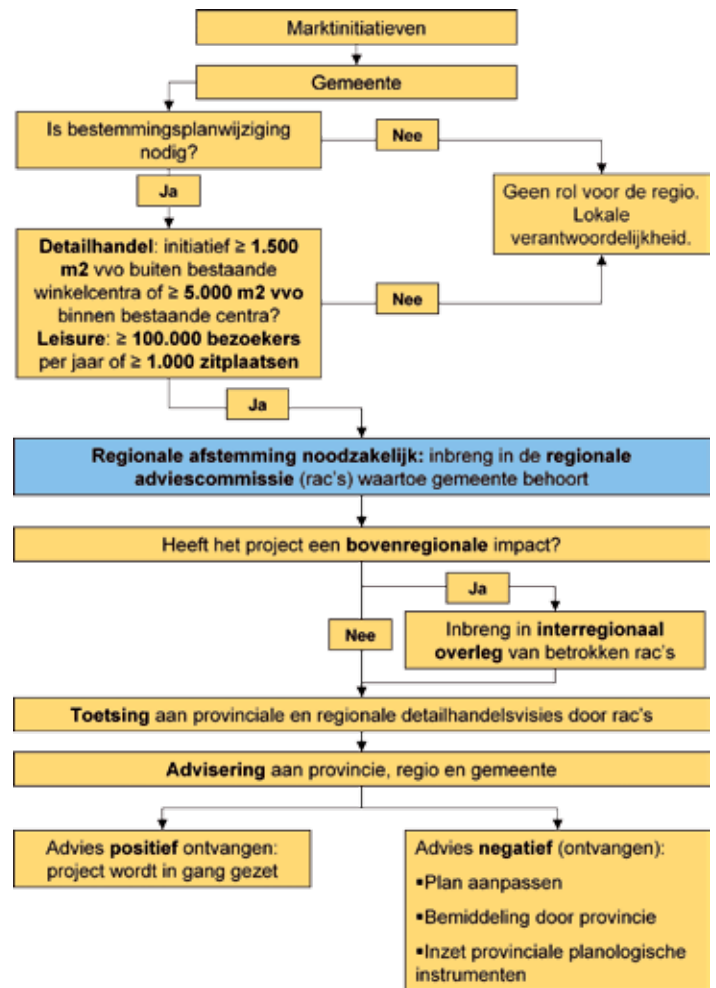 Marktinitiatieven
Gemeente
Is bestemmingsplanwijziging
nodig?
Nee
Ja
Geen rol voor de regio.
Lokale
verantwoordelijkheid.
Detailhandel: initiatief ≥ 1.500
m2 vvo buiten bestaande
winkelcentra of ≥ 5.000 m2 vvo
binnen bestaande centra?
Leisure: ≥ 100.000 bezoekers
per jaar of ≥ 1.000 zitplaatsen
Nee
Ja
Regionale afstemming noodzakelijk: inbreng in de regionale
adviescommissie (rac's) waartoe gemeente behoort
Heeft het project een bovenregionale impact?
Ja
Nee
Inbreng in interregionaal
overleg van betrokken rac's
Toetsing aan provinciale en regionale detailhandelsvisies door rac's
Advisering aan provincie, regio en gemeente
Advies positief ontvangen:
project wordt in gang gezet
Advies negatief (ontvangen):
▪Plan aanpassen
▪Bemiddeling door provincie
▪Inzet provinciale planologische
instrumenten